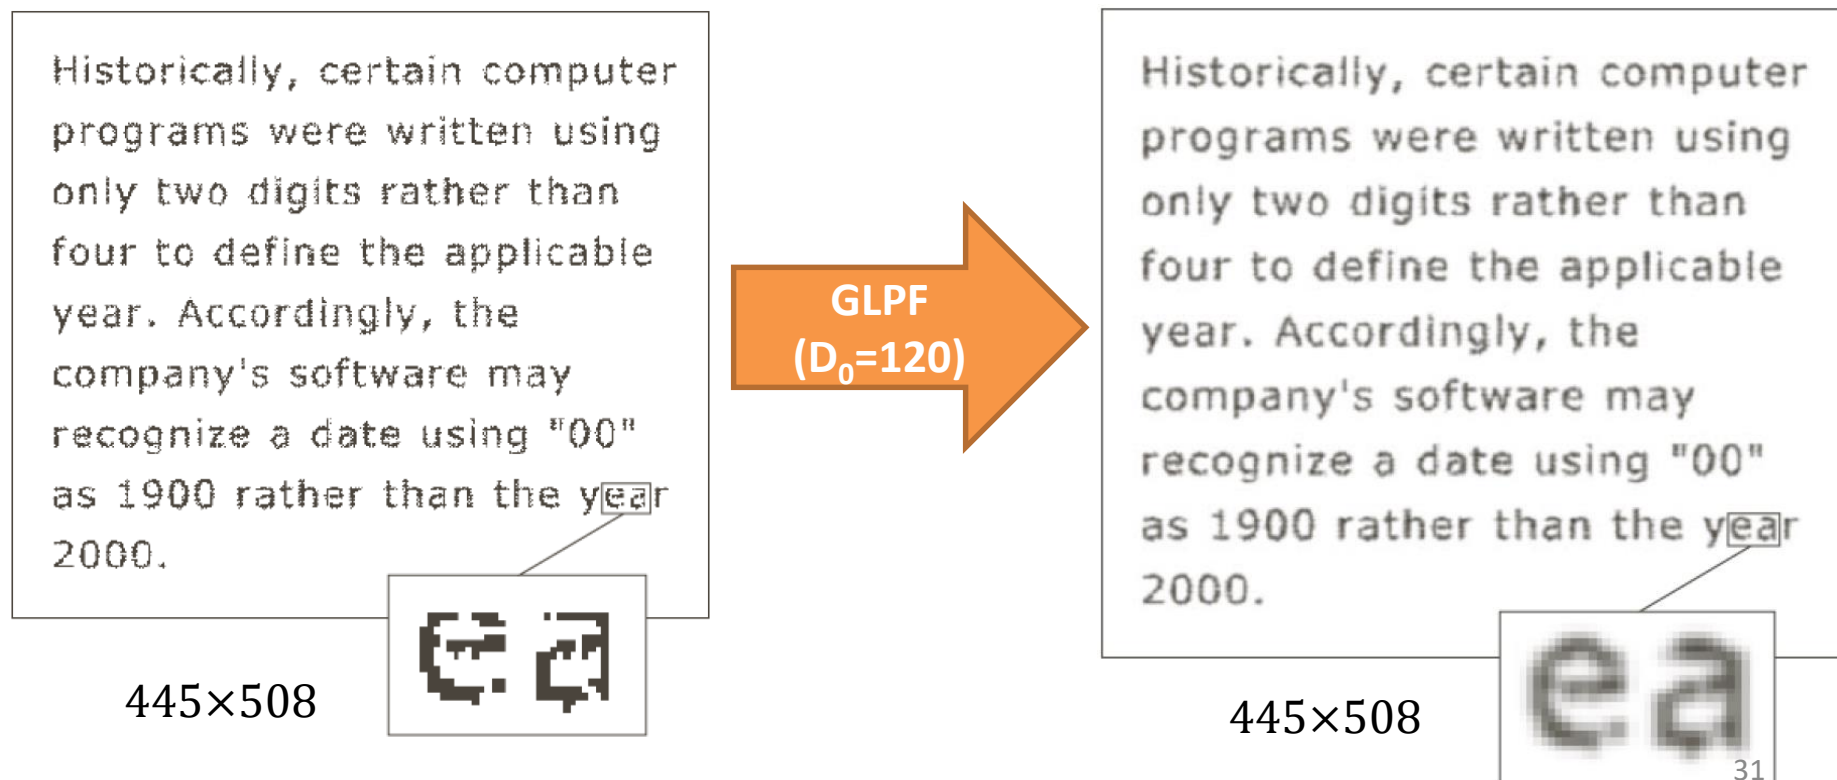 Historically, certain computer
programs were written using
only two digits rather than
four to define the applicable
year. Accordingly, the
company's software may
recognize a date using "00"
as 1900 rather than the year
2000.
ea
445×508
GLPF
(D₀=120)
Historically, certain computer
programs were written using
only two digits rather than
four to define the applicable
year. Accordingly, the
company's software may
recognize a date using "00"
as 1900 rather than the year
2000.
ea
445×508
31